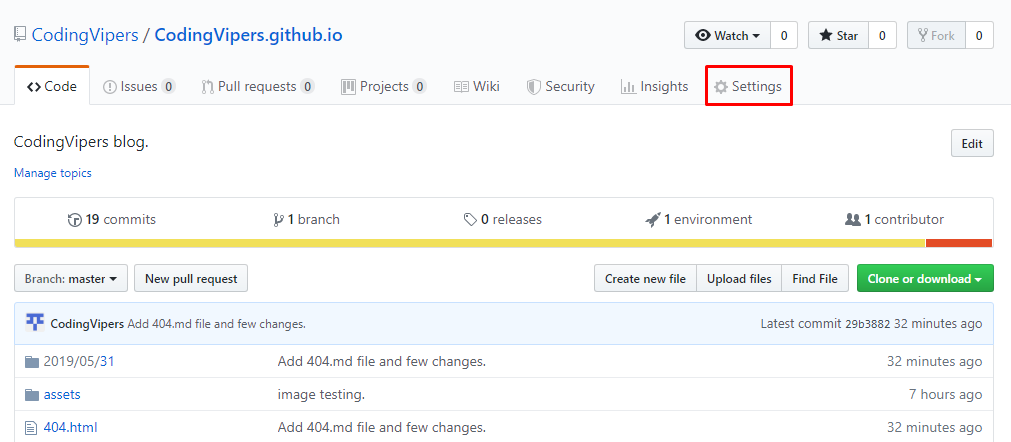 CodingVipers / CodingVipers.github.io Watch 0 Star 0 Fork 0
Code Issues 0 Pull requests 0 Projects 0 Wiki Security Insights Settings
CodingVipers blog. Edit
Manage topics
19 commits 1 branch 0 releases 1 environment 1 contributor
Branch: master New pull request Create new file Upload files Find File Clone or download
CodingVipers Add 404.md file and few changes. Latest commit 29b3882 32 minutes ago
2019/05/31 Add 404.md file and few changes. 32 minutes ago
assets image testing. 7 hours ago
404.html Add 404.md file and few changes. 32 minutes ago